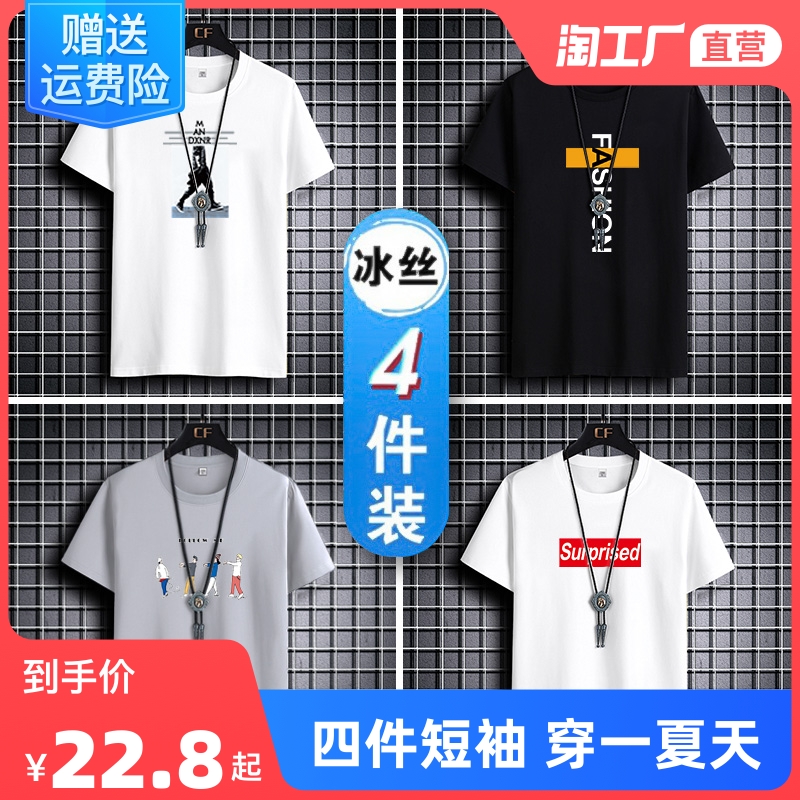 赠送
运费险
淘工厂 直营
CF
M
AN
DXNR
FASHION
冰丝
4
件
装
CF
CF
Surprised
到手价
¥22.8起
四件短袖 穿一夏天